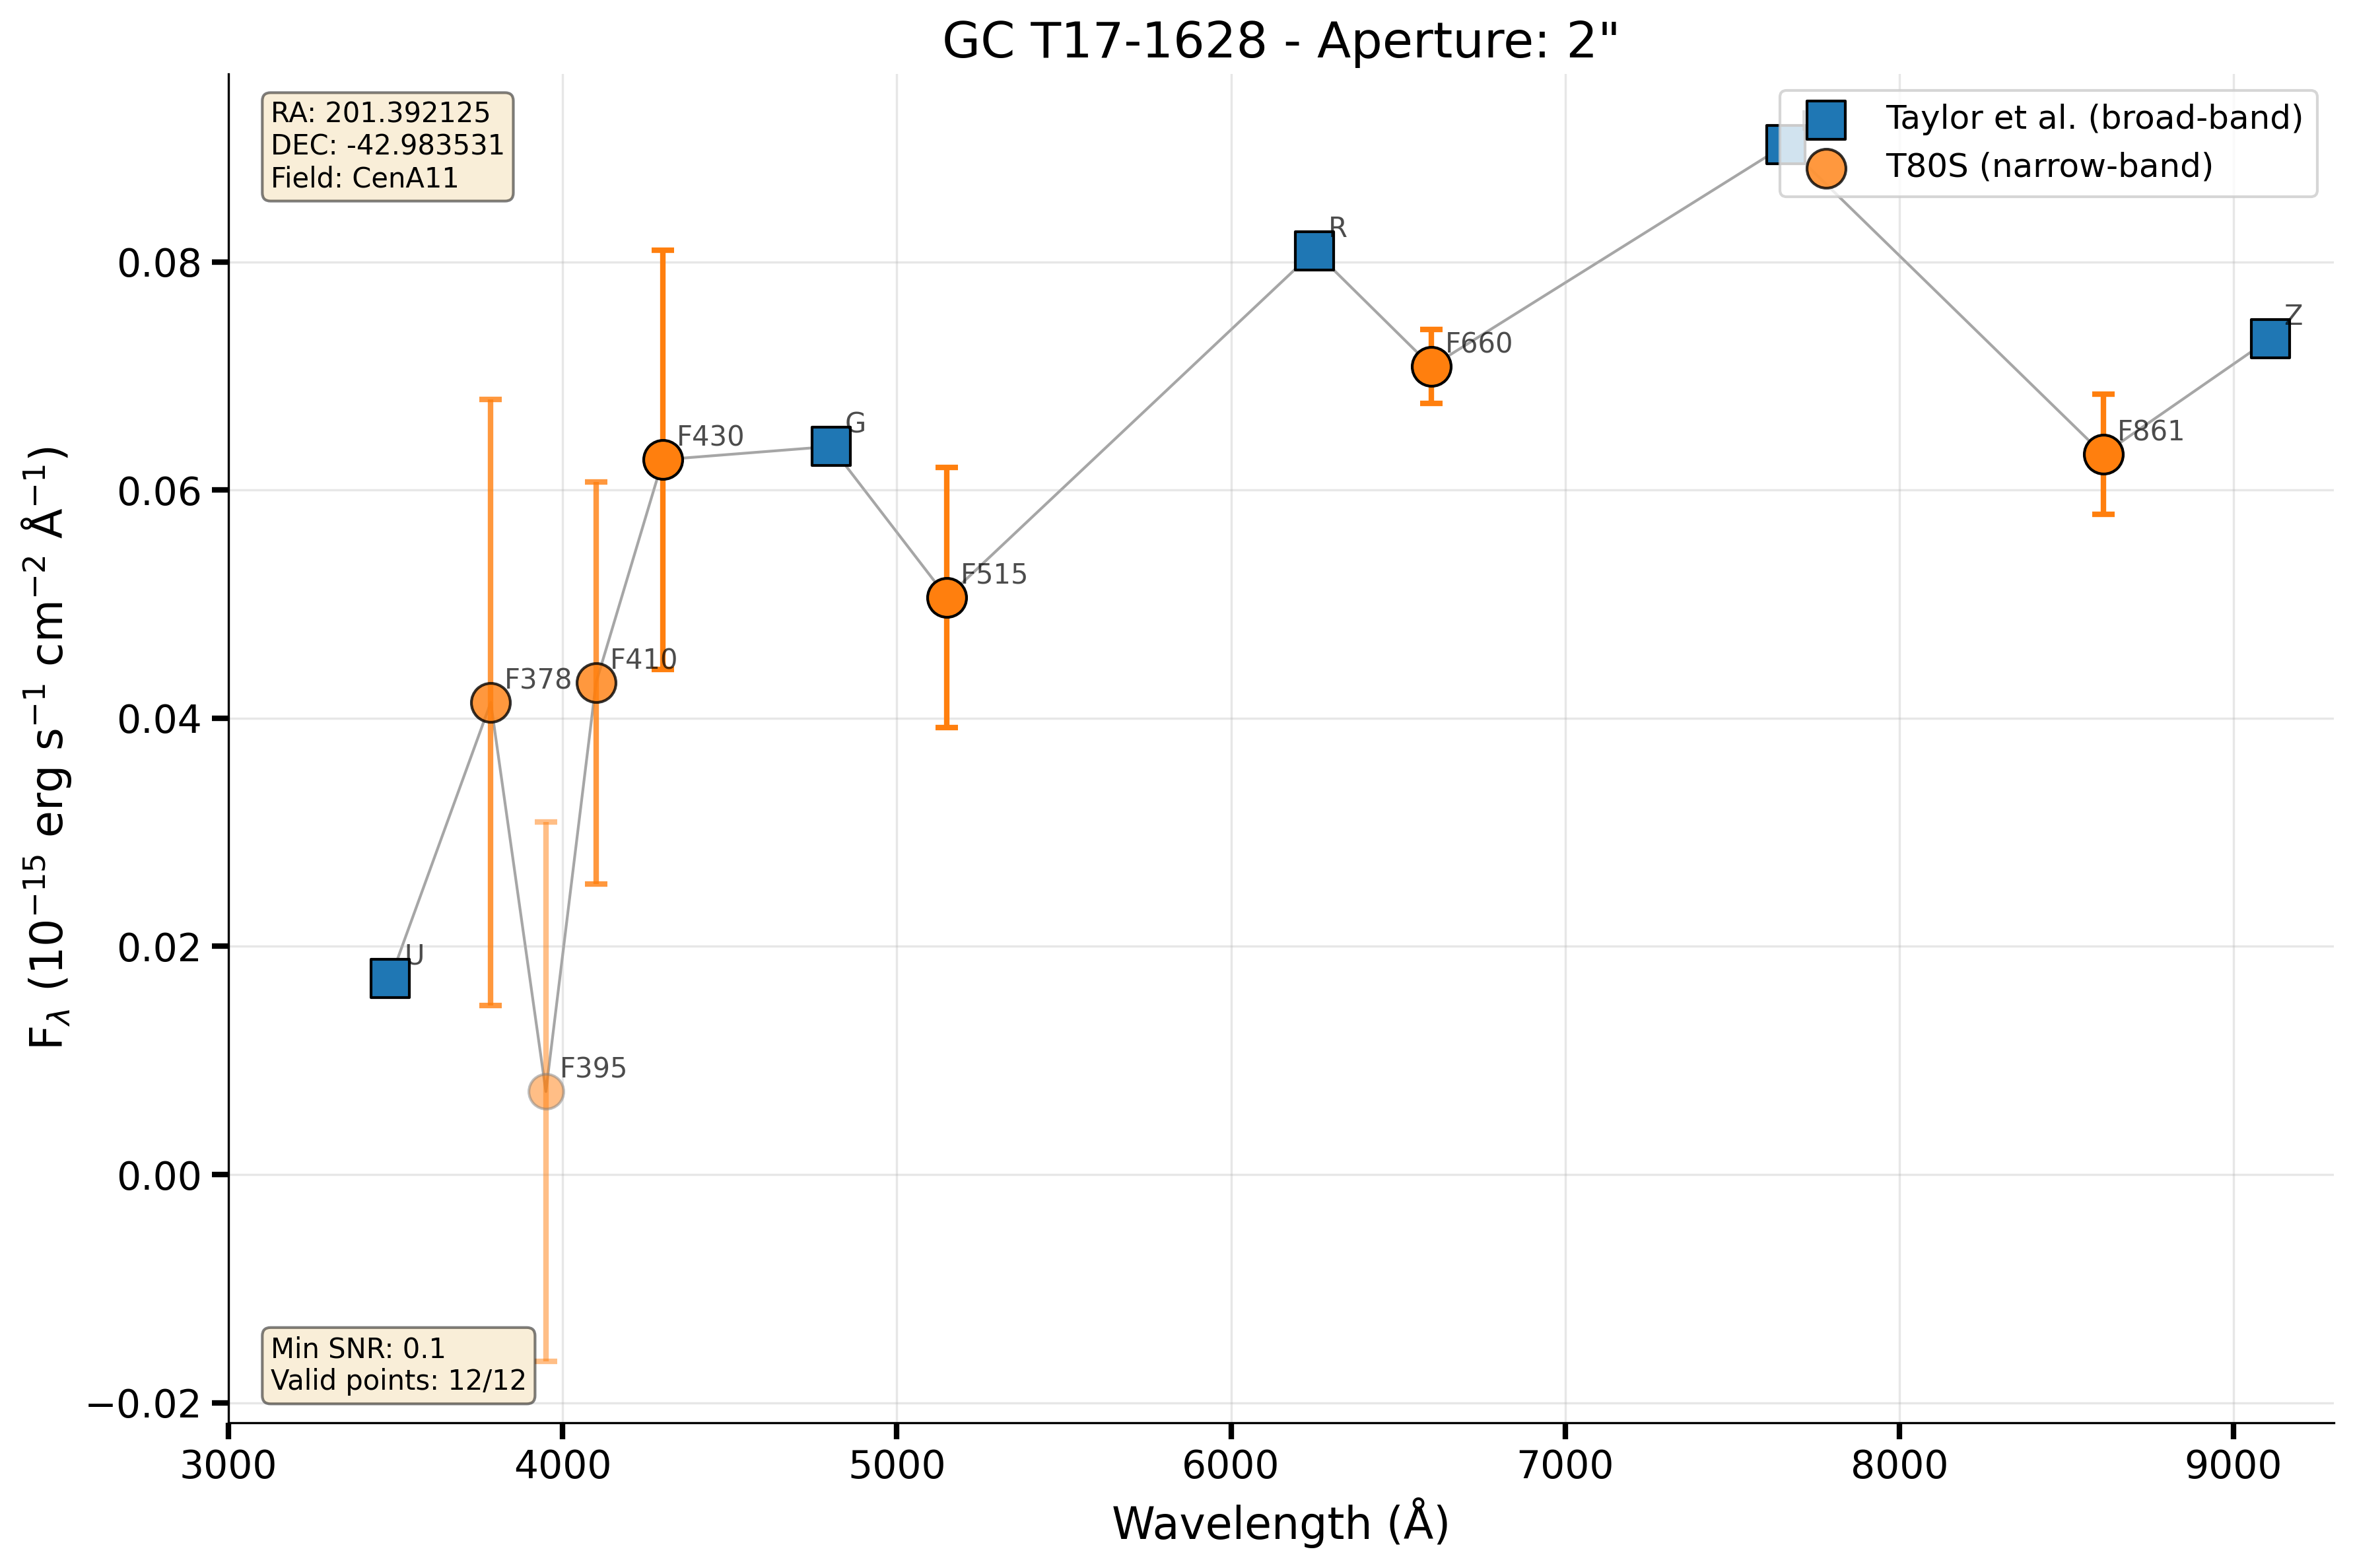 GC T17-1628 - Aperture: 2"
RA: 201.392125
DEC: -42.983531
Field: CenA11
Taylor et al. (broad-band)
T80S (narrow-band)
R
Z
0.08
F660
G
F430
F861
0.06
F515
F410
F378
0.04
U
0.02
F395
0.00
Min SNR: 0.1
Valid points: 12/12
−0.02
3000 4000 5000 6000 7000 8000 9000
Wavelength (Å)
Fλ (10⁻¹⁵ erg s⁻¹ cm⁻² Å⁻¹)